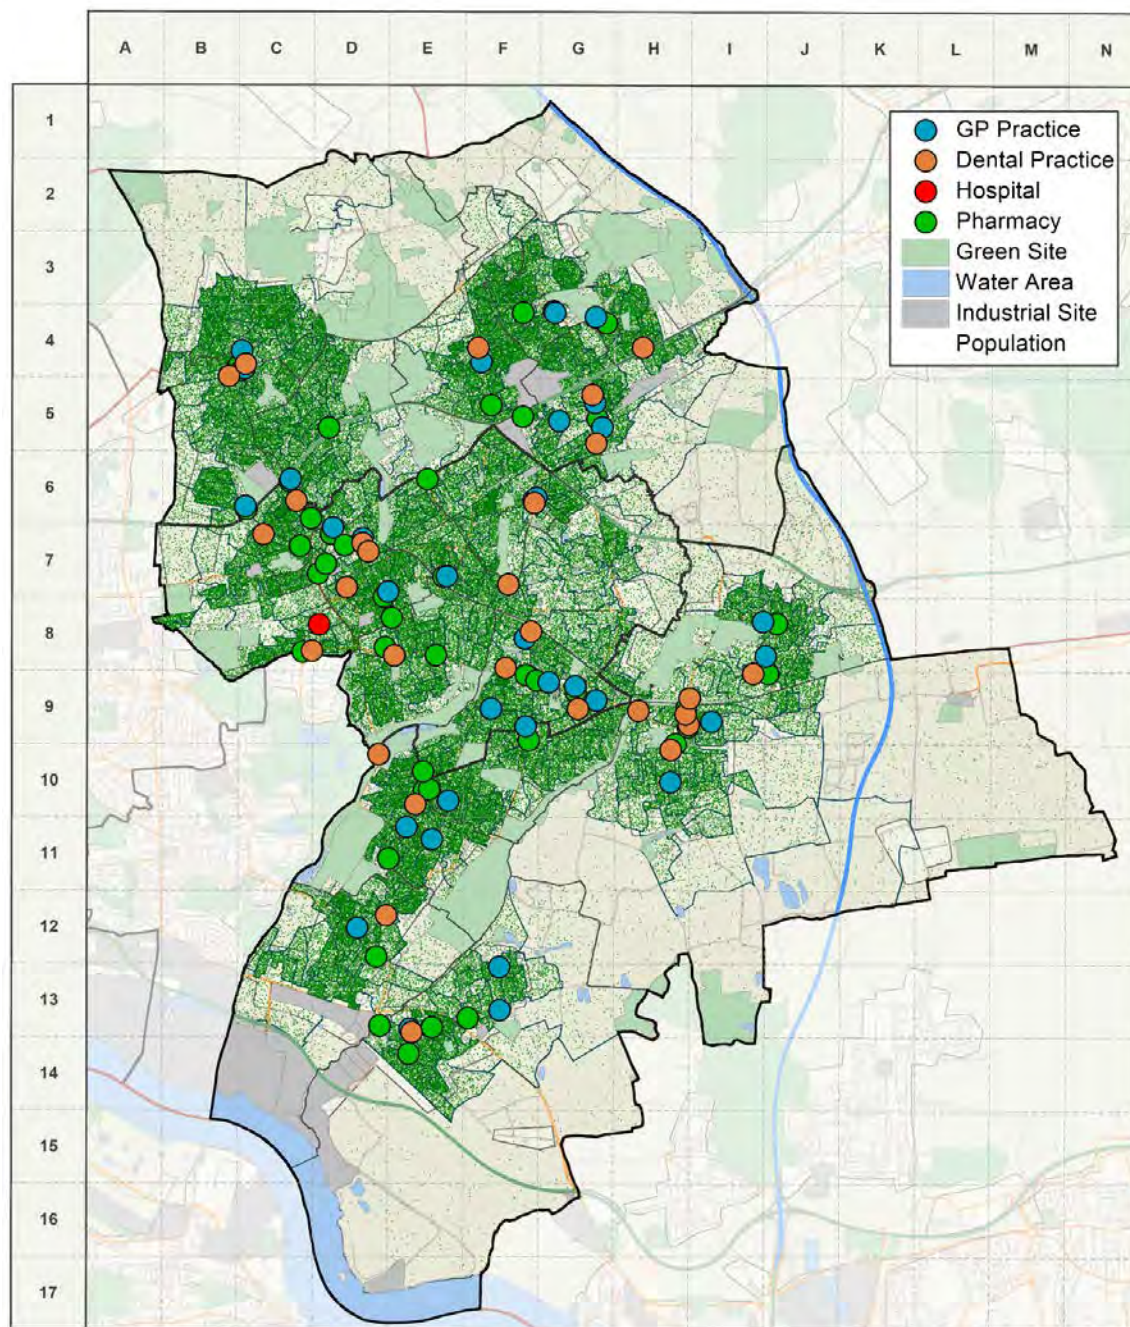 A B C D E F G H I J K L M N
1
2
3
4
5
6
7
8
9
10
11
12
13
14
15
16
17
GP Practice
Dental Practice
Hospital
Pharmacy
Green Site
Water Area
Industrial Site
Population